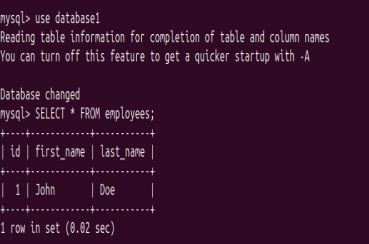 mysql> use database1
Reading table information for completion of table and column names
You can turn off this feature to get a quicker startup with -A

Database changed
mysql> SELECT * FROM employees;
+----+------------+-----------+
| id | first_name | last_name |
+----+------------+-----------+
|  1 | John       | Doe       |
+----+------------+-----------+
1 row in set (0.02 sec)